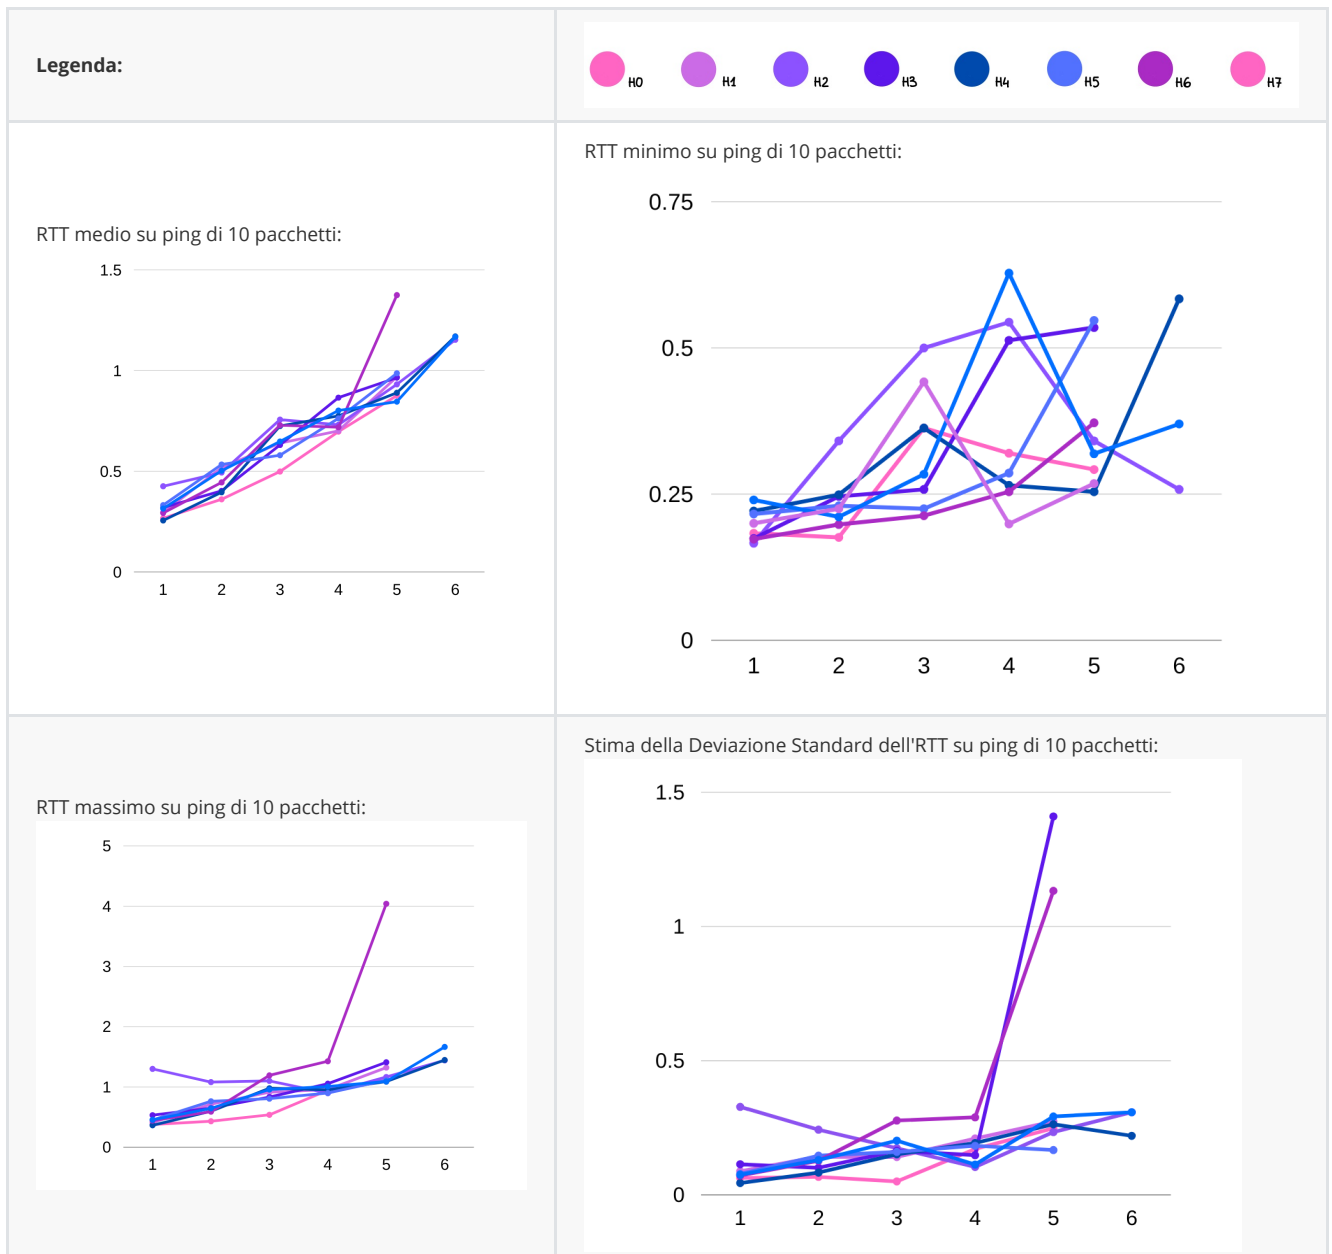 Legenda:
H0 H1 H2 H3 H4 H5 H6 H7
RTT medio su ping di 10 pacchetti:
1.5
1
0.5
0
1 2 3 4 5 6
RTT minimo su ping di 10 pacchetti:
0.75
0.5
0.25
0
1 2 3 4 5 6
RTT massimo su ping di 10 pacchetti:
5
4
3
2
1
0
1 2 3 4 5 6
Stima della Deviazione Standard dell'RTT su ping di 10 pacchetti:
1.5
1
0.5
0
1 2 3 4 5 6